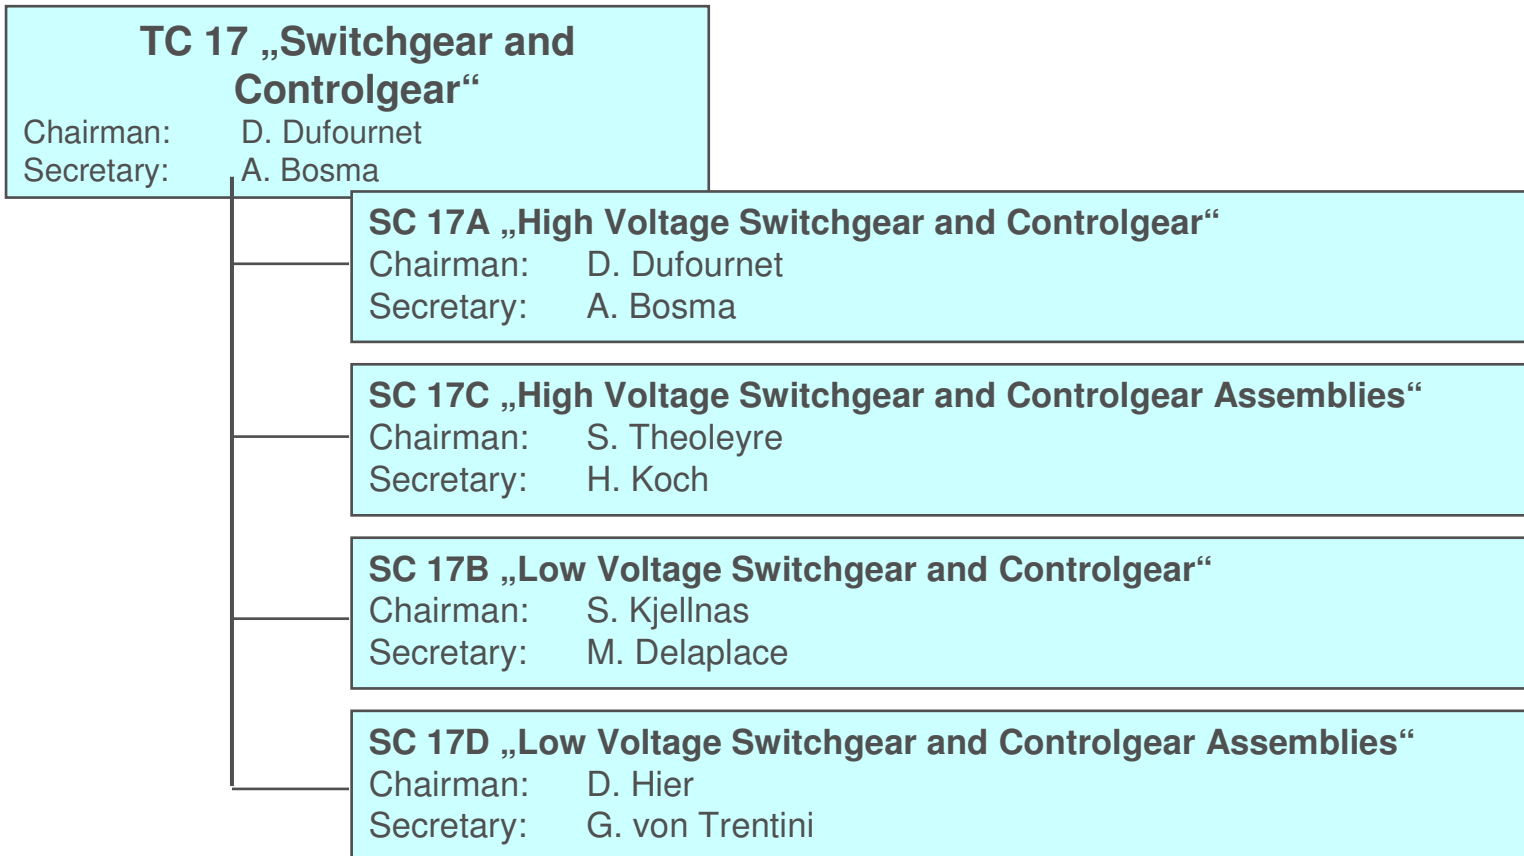 TC 17 „Switchgear and
Controlgear“
Chairman: D. Dufournet
Secretary: A. Bosma
SC 17A „High Voltage Switchgear and Controlgear“
Chairman: D. Dufournet
Secretary: A. Bosma
SC 17C „High Voltage Switchgear and Controlgear Assemblies“
Chairman: S. Theoleyre
Secretary: H. Koch
SC 17B „Low Voltage Switchgear and Controlgear“
Chairman: S. Kjellnas
Secretary: M. Delaplace
SC 17D „Low Voltage Switchgear and Controlgear Assemblies“
Chairman: D. Hier
Secretary: G. von Trentini